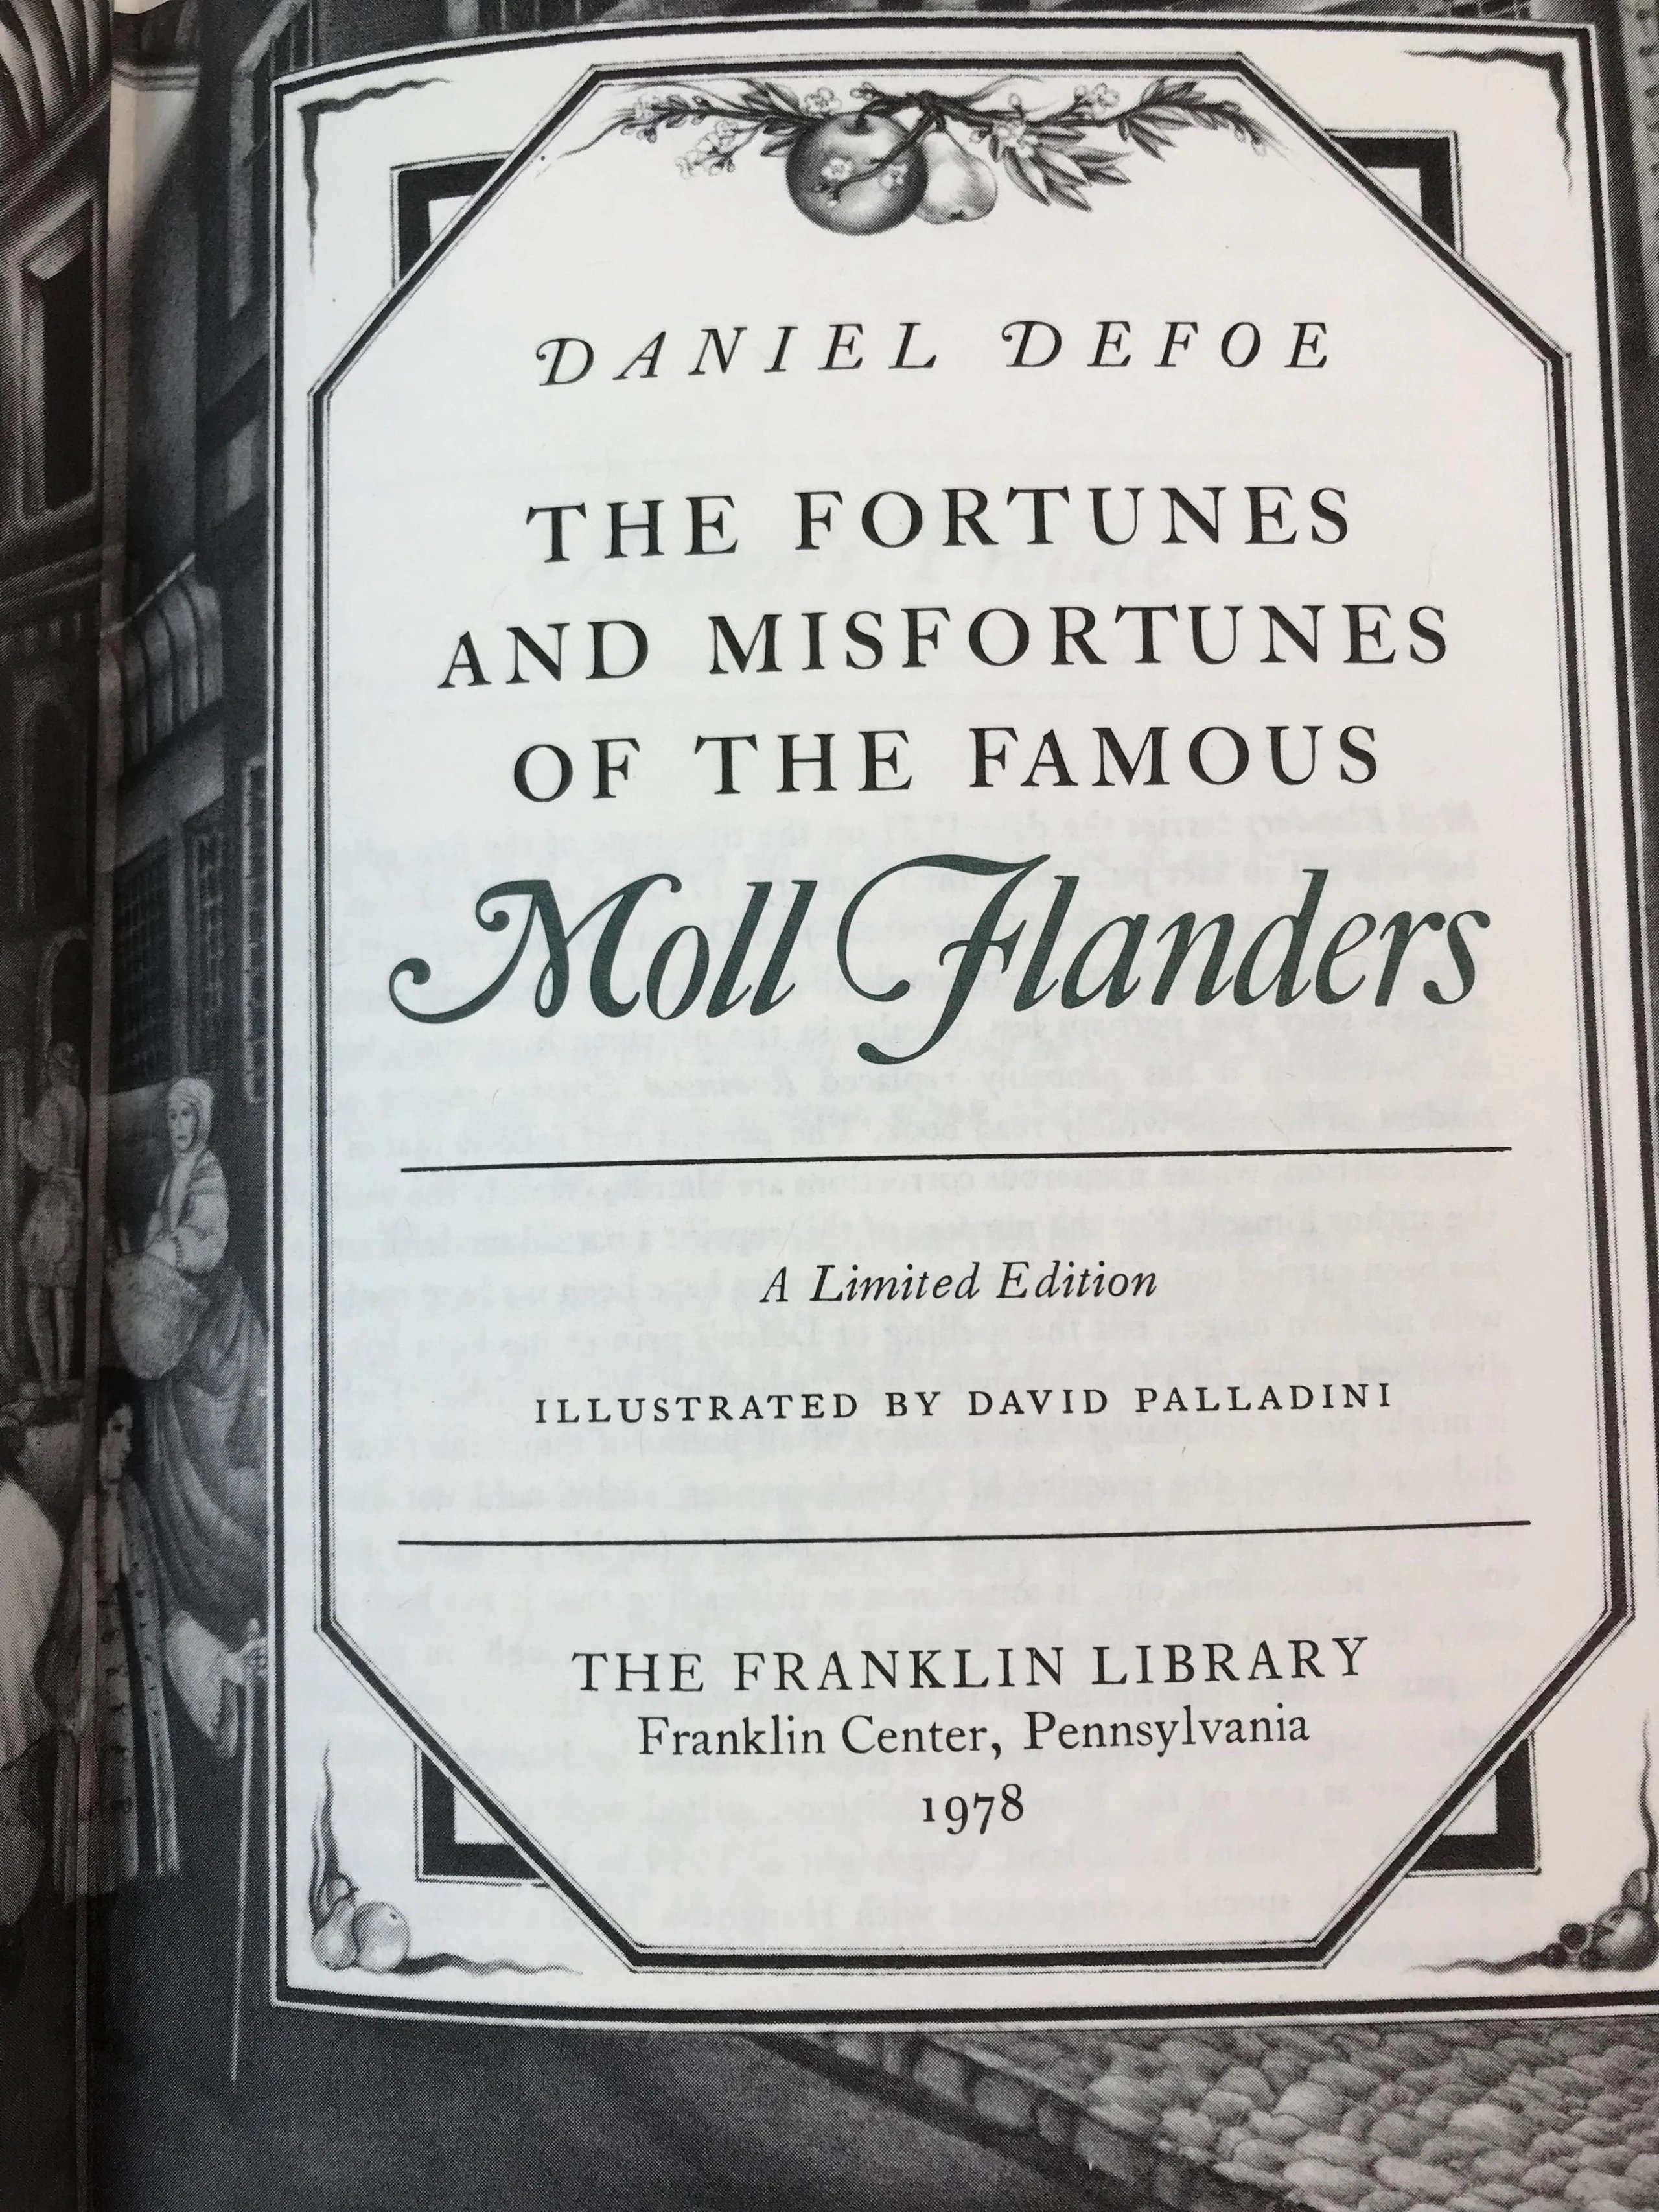 DANIEL DEFOE
THE FORTUNES
AND MISFORTUNES
OF THE FAMOUS
Moll Flanders
A Limited Edition
ILLUSTRATED BY DAVID PALLADINI
THE FRANKLIN LIBRARY
Franklin Center, Pennsylvania
1978